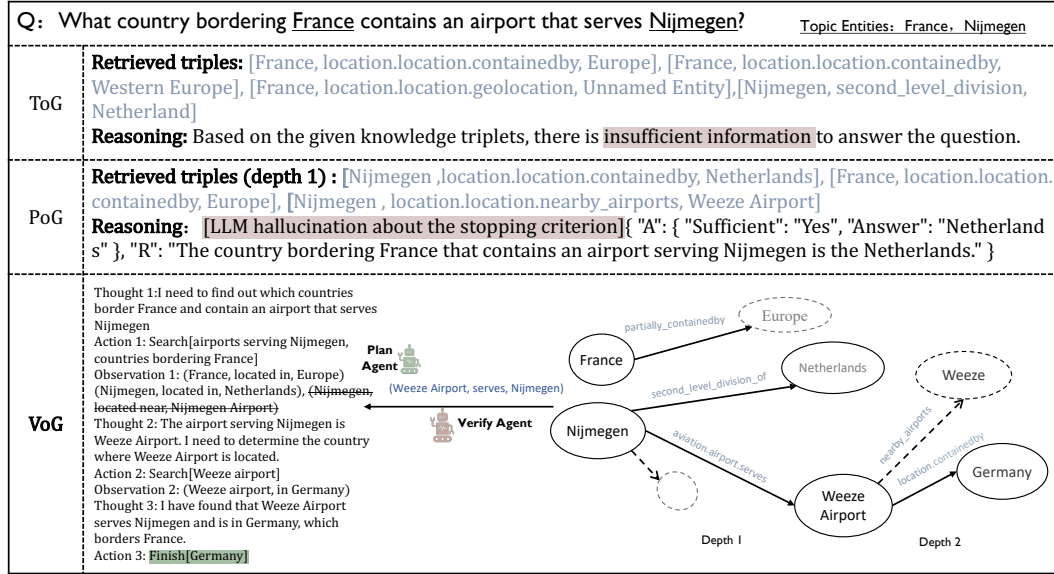 Q: What country bordering France contains an airport that serves Nijmegen?
Topic Entities: France, Nijmegen
ToG
Retrieved triples: [France, location.location.containedby, Europe], [France, location.location.containedby,
Western Europe], [France, location.location.geolocation, Unnamed Entity],[Nijmegen, second_level_division,
Netherland]
Reasoning: Based on the given knowledge triplets, there is insufficient information to answer the question.
PoG
Retrieved triples (depth 1) : [Nijmegen ,location.location.containedby, Netherlands], [France, location.location.
containedby, Europe], [Nijmegen , location.location.nearby_airports, Weeze Airport]
Reasoning: [LLM hallucination about the stopping criterion]{ "A": { "Sufficient": "Yes", "Answer": "Netherland
s" }, "R": "The country bordering France that contains an airport serving Nijmegen is the Netherlands." }
VoG
Thought 1:I need to find out which countries
border France and contain an airport that serves
Nijmegen
Action 1: Search[airports serving Nijmegen,
countries bordering France]
Observation 1: (France, located in, Europe)
(Nijmegen, located in, Netherlands), (Nijmegen,
located near, Nijmegen Airport)
Thought 2: The airport serving Nijmegen is
Weeze Airport. I need to determine the country
where Weeze Airport is located.
Action 2: Search[Weeze airport]
Observation 2: (Weeze airport, in Germany)
Thought 3: I have found that Weeze Airport
serves Nijmegen and is in Germany, which
borders France.
Action 3: Finish[Germany]
Plan
Agent
(Weeze Airport, serves, Nijmegen)
Verify Agent
France
partially_containedby
Europe
second_level_division_of
Netherlands
Nijmegen
aviation.airport.serves
Weeze
Airport
nearby_airports
Weeze
location.containedby
Germany
Depth 1
Depth 2